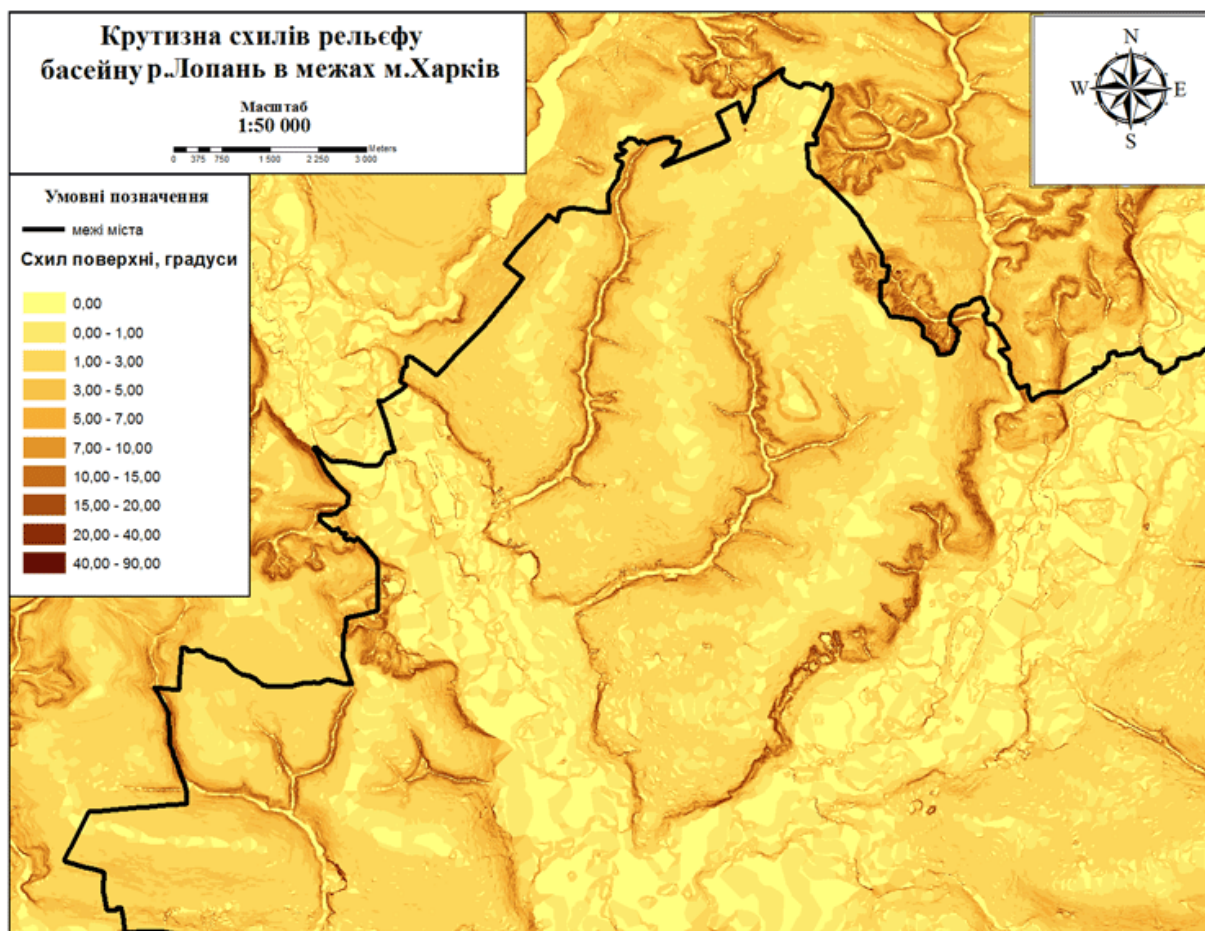 Крутизна схилів рельєфу
басейну р.Лопань в межах м.Харків
Масштаб
1:50 000
Meters
0 375 750 1 500 2 250 3 000
N
W E
S
Умовні позначення
межі міста
Схил поверхні, градуси
0,00
0,00 - 1,00
1,00 - 3,00
3,00 - 5,00
5,00 - 7,00
7,00 - 10,00
10,00 - 15,00
15,00 - 20,00
20,00 - 40,00
40,00 - 90,00